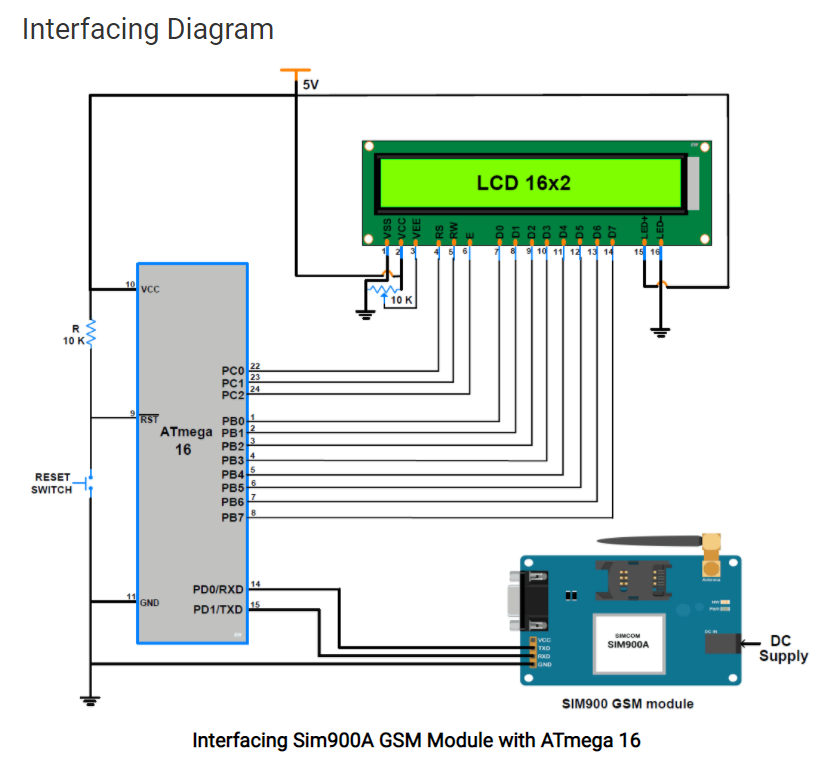 Interfacing Diagram
5V
LCD 16x2
VSS VCC VEE RS RW E D0 D1 D2 D3 D4 D5 D6 D7 LED+ LED-
1 2 3 4 5 6 7 8 9 10 11 12 13 14 15 16
10 K
10 VCC
R
10 K
PC0 22
PC1 23
PC2 24
9 RST
ATmega
16
PB0 1
PB1 2
PB2 3
PB3 4
PB4 5
PB5 6
PB6 7
PB7 8
RESET
SWITCH
11 GND
PD0/RXD 14
PD1/TXD 15
VCC
TXD
RXD
GND
SIMCOM
SIM900A
DC IN
DC
Supply
SIM900 GSM module
Interfacing Sim900A GSM Module with ATmega 16